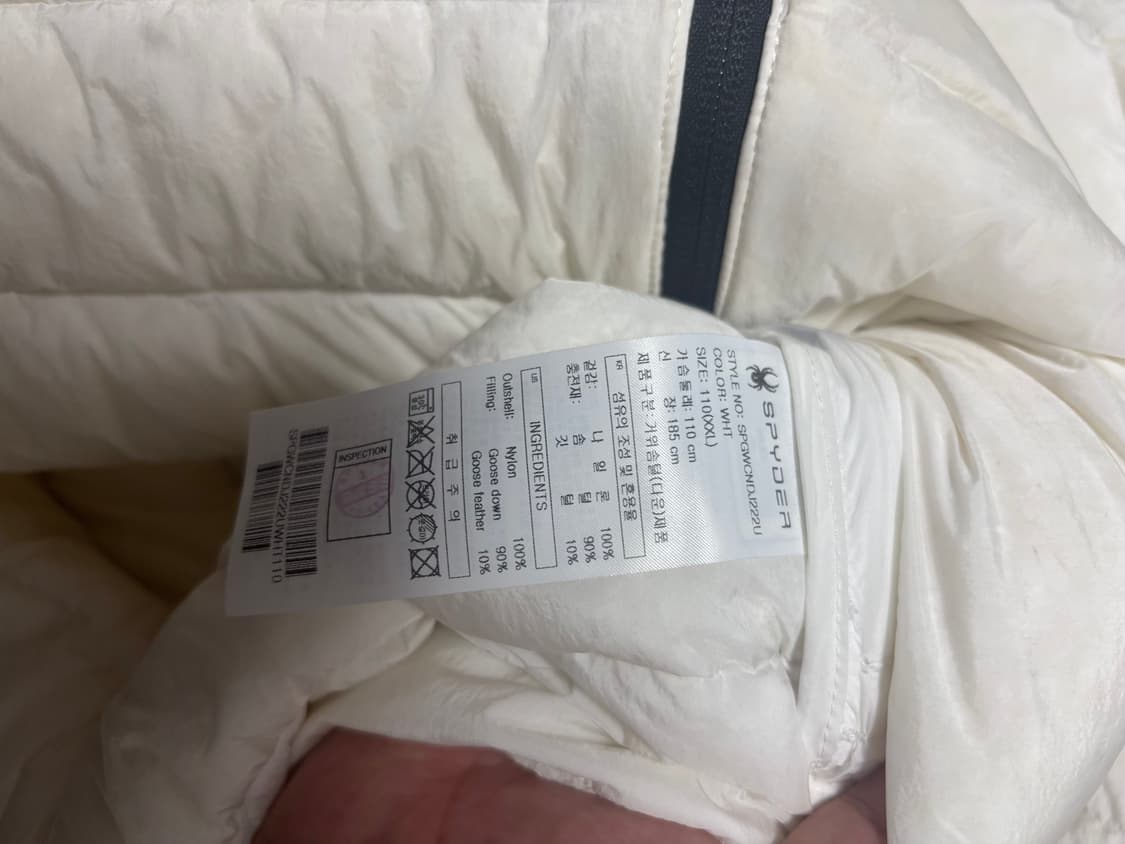 SPYDER
STYLE NO: SPGWCNDJ222U
COLOR: WHT
SIZE: 110(XXL)
가슴둘레: 110 cm
신 장: 185 cm
제품구분: 거위솜털(다운)제품
KR 섬유의 조성 및 혼용율
겉감: 나일론 100%
충전재: 솜털 90%
깃털 10%
US INGREDIENTS
Outshell: Nylon 100%
Filling: Goose down 90%
Goose feather 10%
취급주의
INSPECTION
SPGWCNDJ222UWHT110